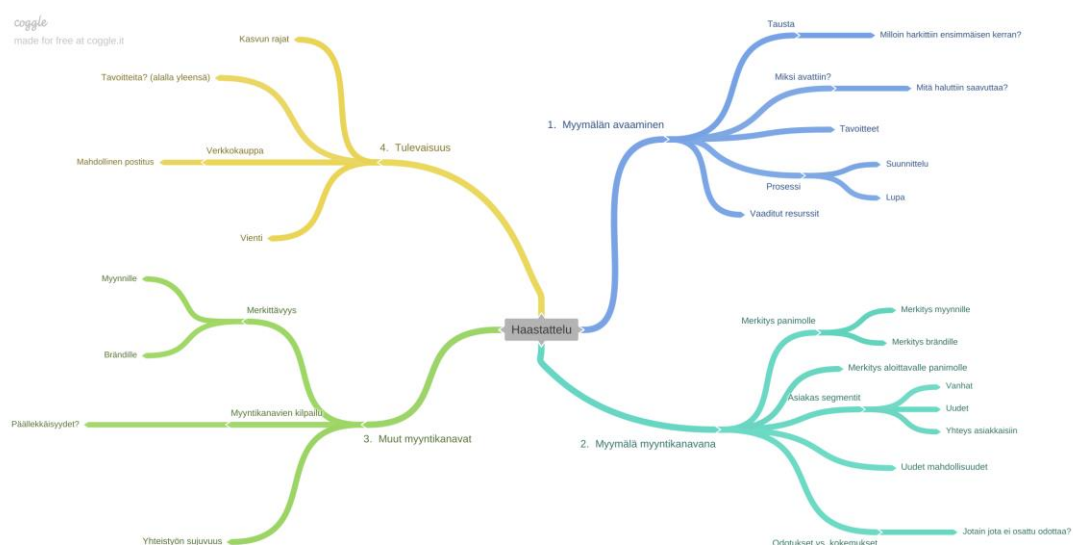 coggle
made for free at coggle.it
Haastattelu
1. Myymälän avaaminen
Tausta
Milloin harkittiin ensimmäisen kerran?
Miksi avattiin?
Mitä haluttiin saavuttaa?
Tavoitteet
Prosessi
Suunnittelu
Lupa
Vaaditut resurssit
2. Myymälä myyntikanavana
Merkitys panimolle
Merkitys myynnille
Merkitys brändille
Merkitys aloittavalle panimolle
Asiakas segmentit
Vanhat
Uudet
Yhteys asiakkaisiin
Uudet mahdollisuudet
Odotukset vs. kokemukset
Jotain jota ei osattu odottaa?
3. Muut myyntikanavat
Merkittävyys
Myynnille
Brändille
Myyntikanavien kilpailu
Päällekkäisyydet?
Yhteistyön sujuvuus
4. Tulevaisuus
Kasvun rajat
Tavoitteita? (alalla yleensä)
Verkkokauppa
Mahdollinen postitus
Vienti